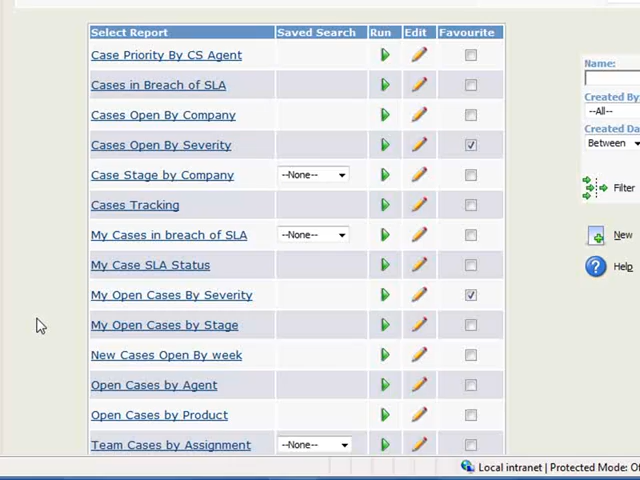 Select Report Saved Search Run Edit Favourite
Case Priority By CS Agent
Cases in Breach of SLA
Cases Open By Company
Cases Open By Severity
Case Stage by Company --None--
Cases Tracking
My Cases in breach of SLA --None--
My Case SLA Status
My Open Cases By Severity
My Open Cases by Stage
New Cases Open By week
Open Cases by Agent
Open Cases by Product
Team Cases by Assignment --None--
Name:
Created By:
--All--
Created Da
Between
Filter
New
Help
Local intranet | Protected Mode: Of